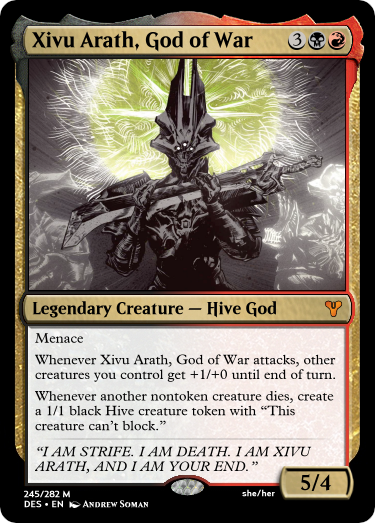 Xivu Arath, God of War 3
Legendary Creature — Hive God
Menace
Whenever Xivu Arath, God of War attacks, other
creatures you control get +1/+0 until end of turn.
Whenever another nontoken creature dies, create
a 1/1 black Hive creature token with “This
creature can’t block.”
“I AM STRIFE. I AM DEATH. I AM XIVU
ARATH, AND I AM YOUR END.”
5/4
245/282 M
DES • EN Andrew Soman
she/her